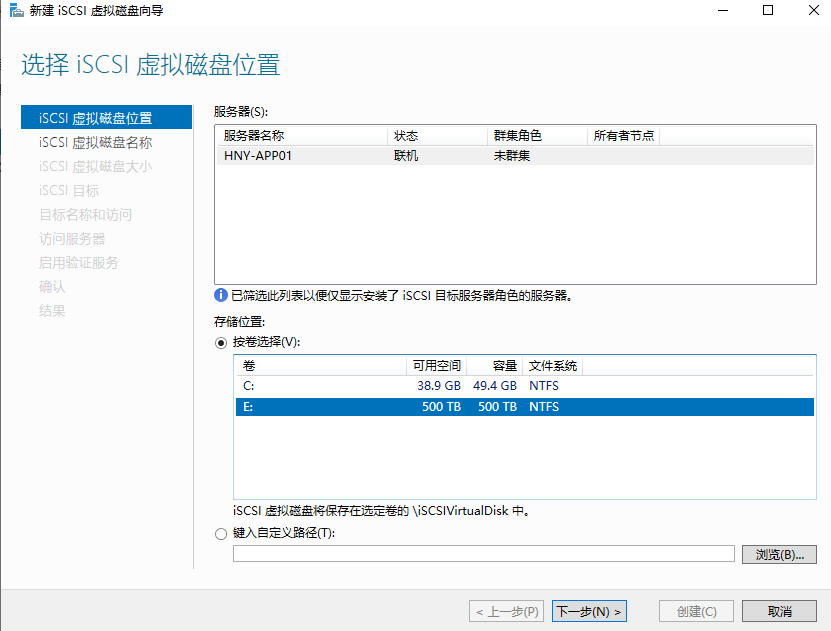 新建 iSCSI 虚拟磁盘向导
选择 iSCSI 虚拟磁盘位置
iSCSI 虚拟磁盘位置
iSCSI 虚拟磁盘名称
iSCSI 虚拟磁盘大小
iSCSI 目标
目标名称和访问
访问服务器
启用验证服务
确认
结果
服务器(S):
服务器名称 状态 群集角色 所有者节点
HNY-APP01 联机 未群集
已筛选此列表以便仅显示安装了 iSCSI 目标服务器角色的服务器。
存储位置:
按卷选择(V):
卷 可用空间 容量 文件系统
C: 38.9 GB 49.4 GB NTFS
E: 500 TB 500 TB NTFS
iSCSI 虚拟磁盘将保存在选定卷的 \iSCSIVirtualDisk 中。
键入自定义路径(T):
浏览(B)...
< 上一步(P) 下一步(N) > 创建(C) 取消